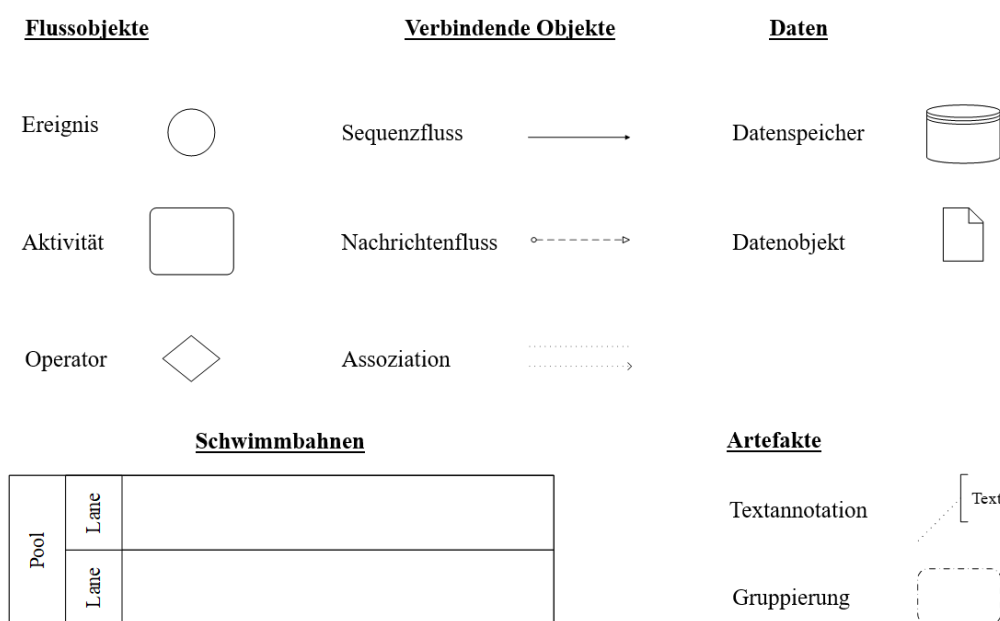 Flussobjekte
Verbindende Objekte
Daten
Ereignis
Sequenzfluss
Datenspeicher
Aktivität
Nachrichtenfluss
Datenobjekt
Operator
Assoziation
Schwimmbahnen
Artefakte
Pool
Lane
Lane
Textannotation
Text
Gruppierung